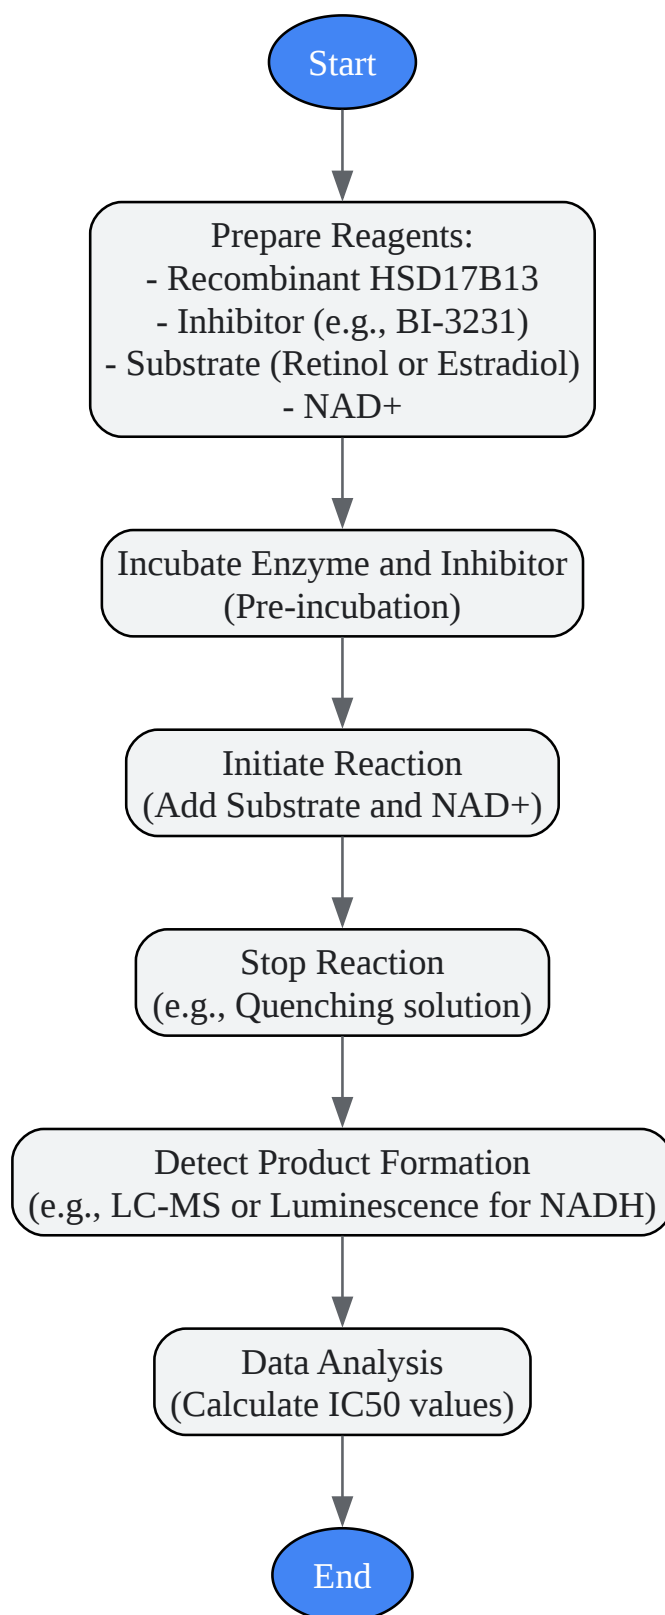 Start
Prepare Reagents:
- Recombinant HSD17B13
- Inhibitor (e.g., BI-3231)
- Substrate (Retinol or Estradiol)
- NAD+
Incubate Enzyme and Inhibitor
(Pre-incubation)
Initiate Reaction
(Add Substrate and NAD+)
Stop Reaction
(e.g., Quenching solution)
Detect Product Formation
(e.g., LC-MS or Luminescence for NADH)
Data Analysis
(Calculate IC50 values)
End